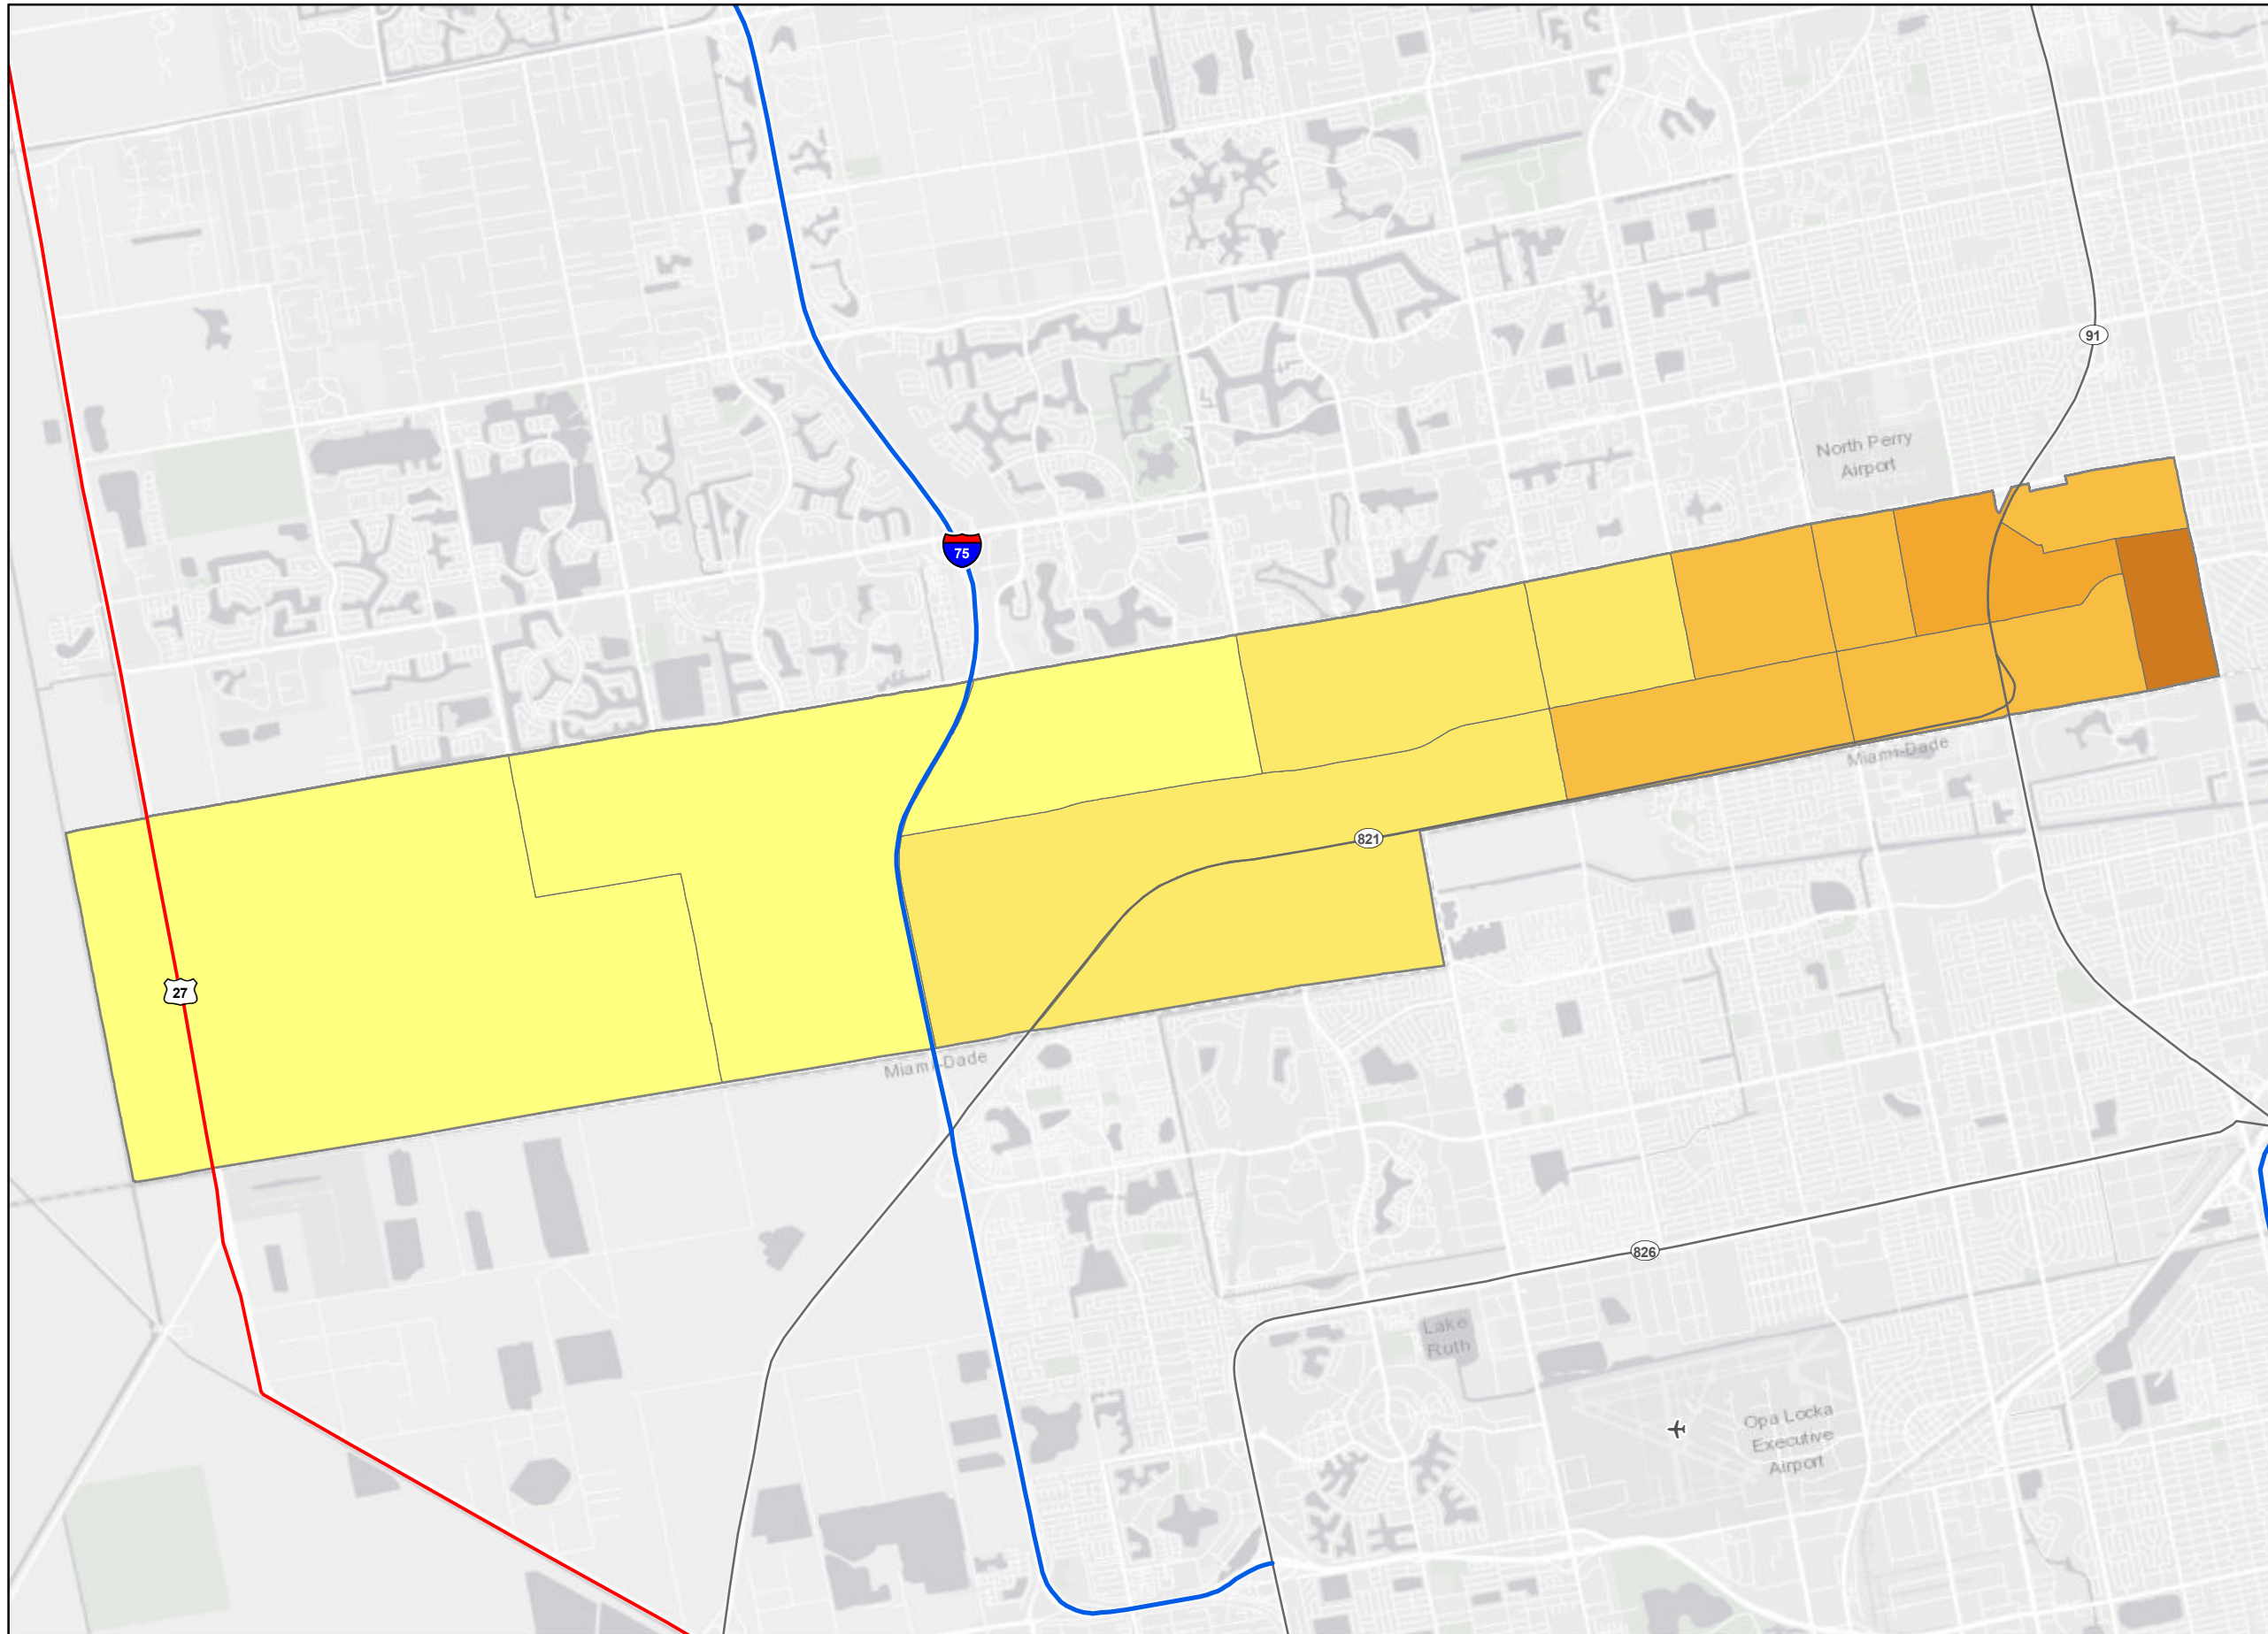 91
North Perry
Airport
75
Miami-Dade
821
27
Miami-Dade
826
Lake
Ruth
Opa Locka
Executive
Airport